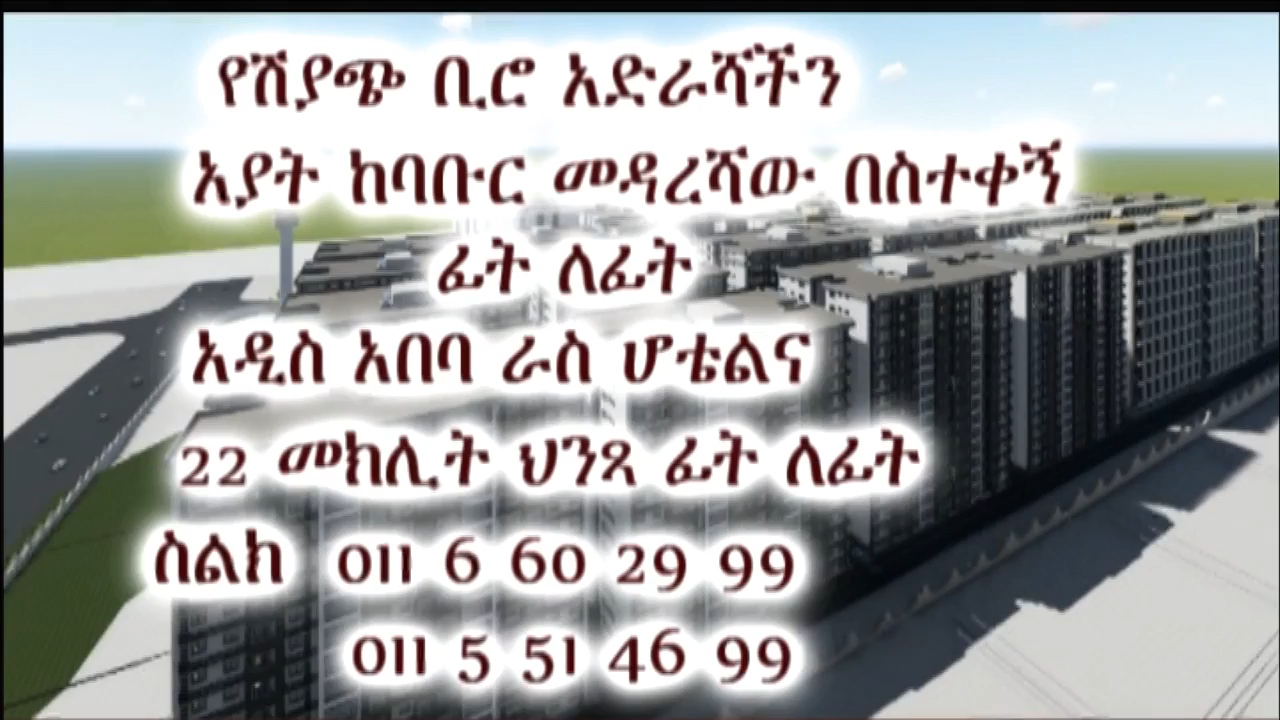 የሽያጭ ቢሮ አድራሻችን
አያት ከባቡር መዳረሻው በስተቀኝ
ፊት ለፊት
አዲስ አበባ ራስ ሆቴልና
22 መክሊት ህንጻ ፊት ለፊት
ስልክ 011 6 60 29 99
011 5 51 46 99